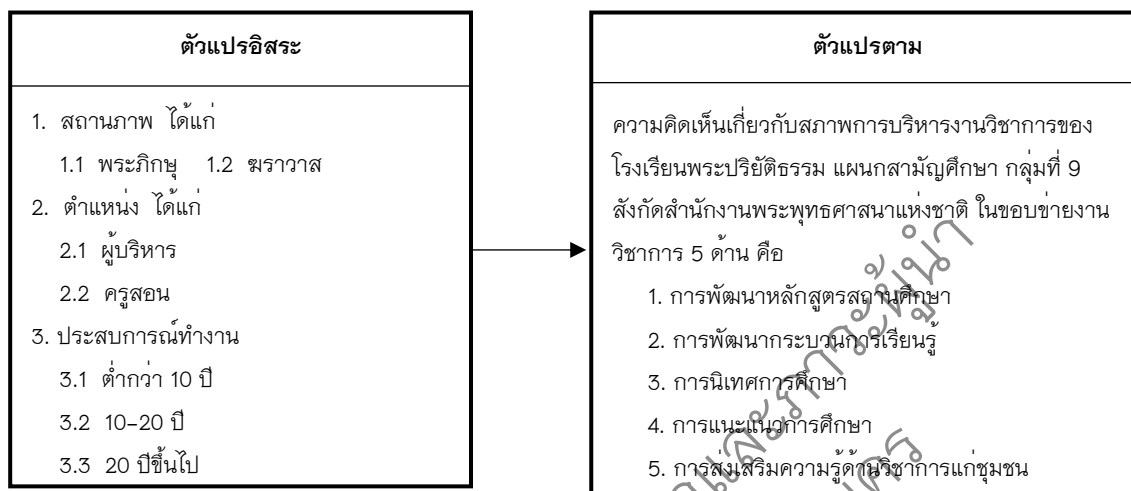 ตัวแปรอิสระ
1. สถานภาพ ได้แก่
1.1 พระภิกษุ 1.2 ฆราวาส
2. ตำแหน่ง ได้แก่
2.1 ผู้บริหาร
2.2 ครูสอน
3. ประสบการณ์ทำงาน
3.1 ต่ำกว่า 10 ปี
3.2 10-20 ปี
3.3 20 ปีขึ้นไป
ตัวแปรตาม
ความคิดเห็นเกี่ยวกับสภาพการบริหารงานวิชาการของ
โรงเรียนพระปริยัติธรรม แผนกสามัญศึกษา กลุ่มที่ 9
สังกัดสำนักงานพระพุทธศาสนาแห่งชาติ ในขอบข่ายงาน
วิชาการ 5 ด้าน คือ
1. การพัฒนาหลักสูตรสถานศึกษา
2. การพัฒนากระบวนการเรียนรู้
3. การนิเทศการศึกษา
4. การแนะแนวการศึกษา
5. การส่งเสริมความรู้ด้านวิชาการแก่ชุมชน